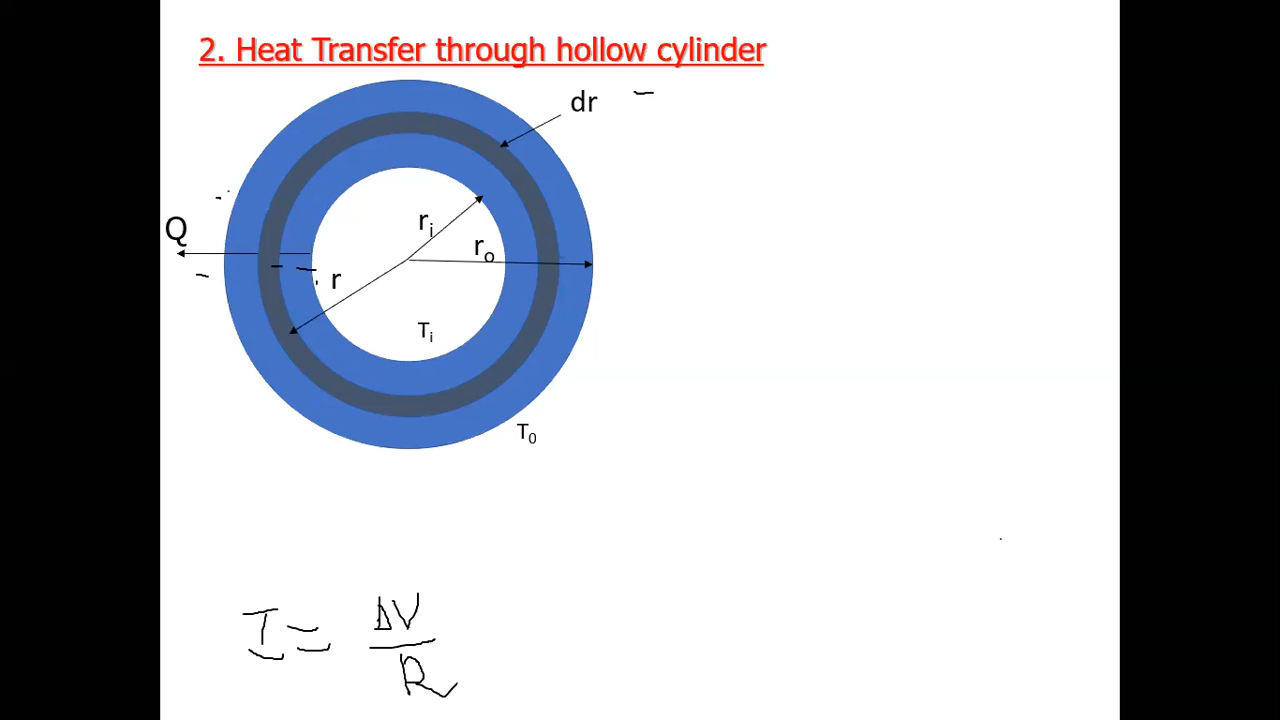 2. Heat Transfer through hollow cylinder
dr
Q
rᵢ
rₒ
r
Tᵢ
T₀
I = ΔV
R